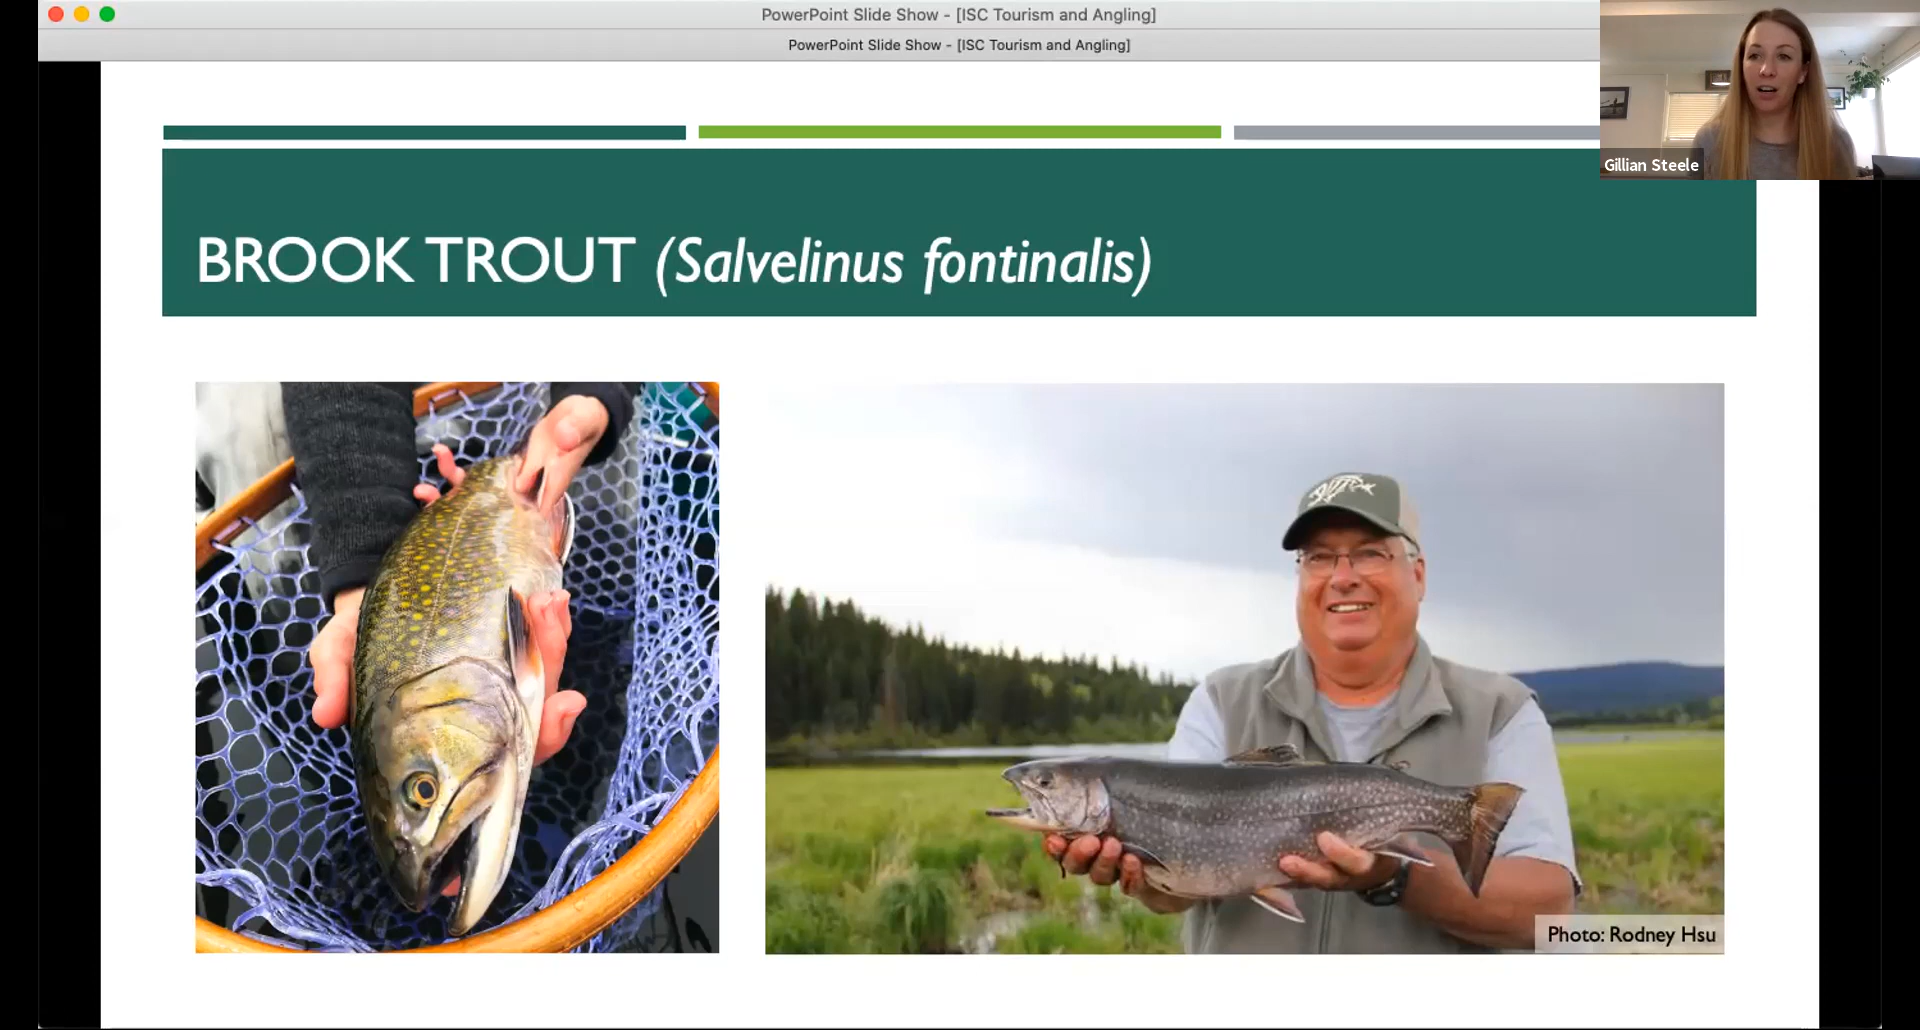 PowerPoint Slide Show - [ISC Tourism and Angling]
PowerPoint Slide Show - [ISC Tourism and Angling]
Gillian Steele
BROOK TROUT (Salvelinus fontinalis)
Photo: Rodney Hsu